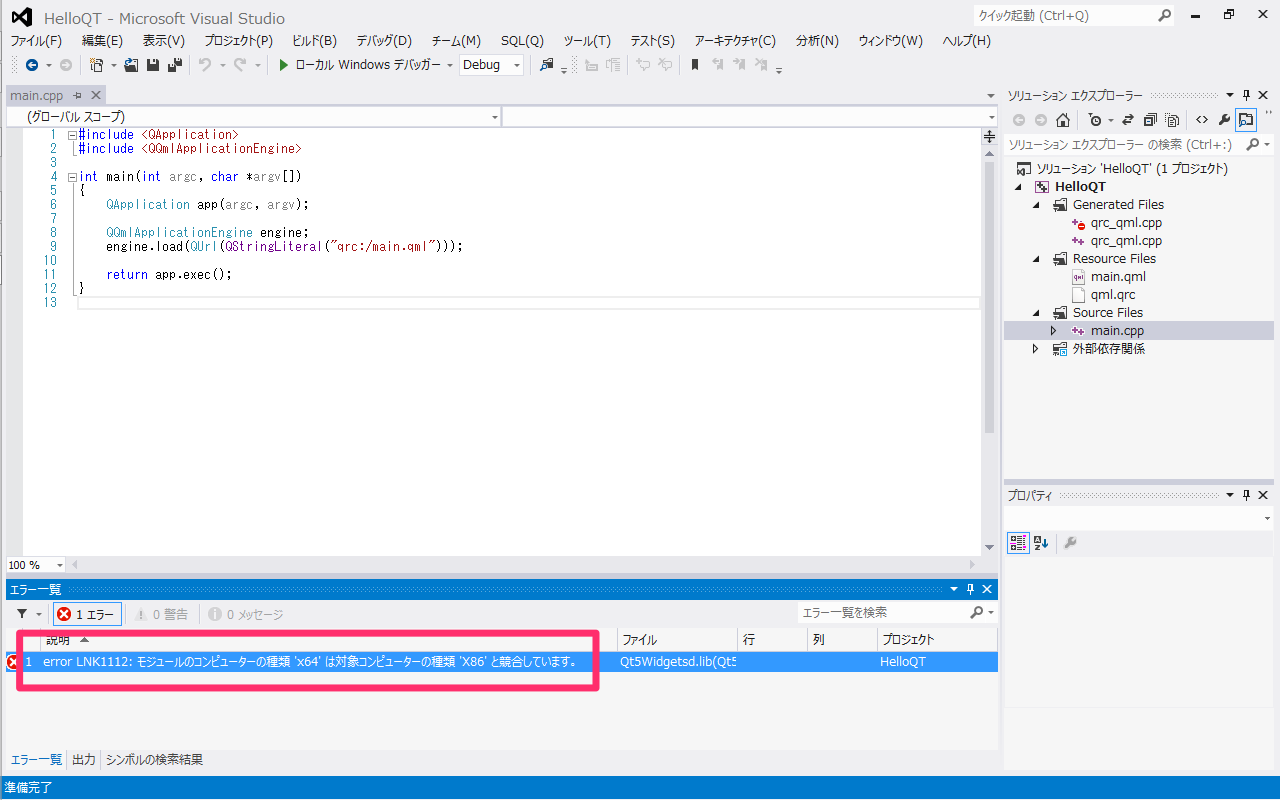 HelloQT - Microsoft Visual Studio
クイック起動 (Ctrl+Q)
ファイル(F) 編集(E) 表示(V) プロジェクト(P) ビルド(B) デバッグ(D) チーム(M) SQL(Q) ツール(T) テスト(S) アーキテクチャ(C) 分析(N) ウィンドウ(W) ヘルプ(H)
ローカル Windows デバッガー Debug
main.cpp
(グローバル スコープ)
1 #include <QApplication>
2 #include <QQmlApplicationEngine>
3
4 int main(int argc, char *argv[])
5 {
6 QApplication app(argc, argv);
7
8 QQmlApplicationEngine engine;
9 engine.load(QUrl(QStringLiteral("qrc:/main.qml")));
10
11 return app.exec();
12 }
13
100 %
ソリューション エクスプローラー
ソリューション エクスプローラー の検索 (Ctrl+:)
ソリューション 'HelloQT' (1 プロジェクト)
HelloQT
Generated Files
qrc_qml.cpp
qrc_qml.cpp
Resource Files
main.qml
qml.qrc
Source Files
main.cpp
外部依存関係
プロパティ
エラー一覧
1 エラー 0 警告 0 メッセージ
エラー一覧を検索
説明 ファイル 行 列 プロジェクト
1 error LNK1112: モジュールのコンピューターの種類 'x64' は対象コンピューターの種類 'X86' と競合しています。 Qt5Widgetsd.lib(Qt5 HelloQT
エラー一覧 出力 シンボルの検索結果
準備完了